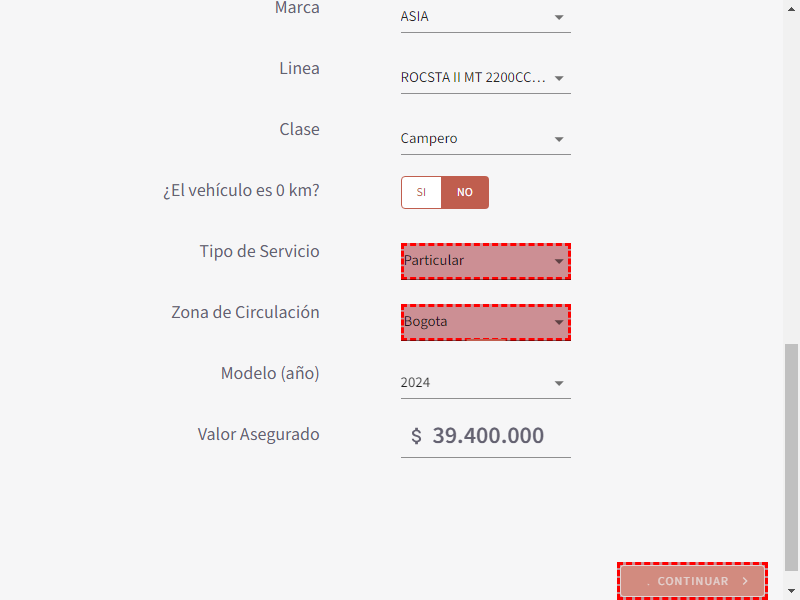 Marca ASIA
Linea ROCSTA II MT 2200CC...
Clase Campero
¿El vehículo es 0 km? SI NO
Tipo de Servicio Particular
Zona de Circulación Bogota
Modelo (año) 2024
Valor Asegurado $ 39.400.000
CONTINUAR